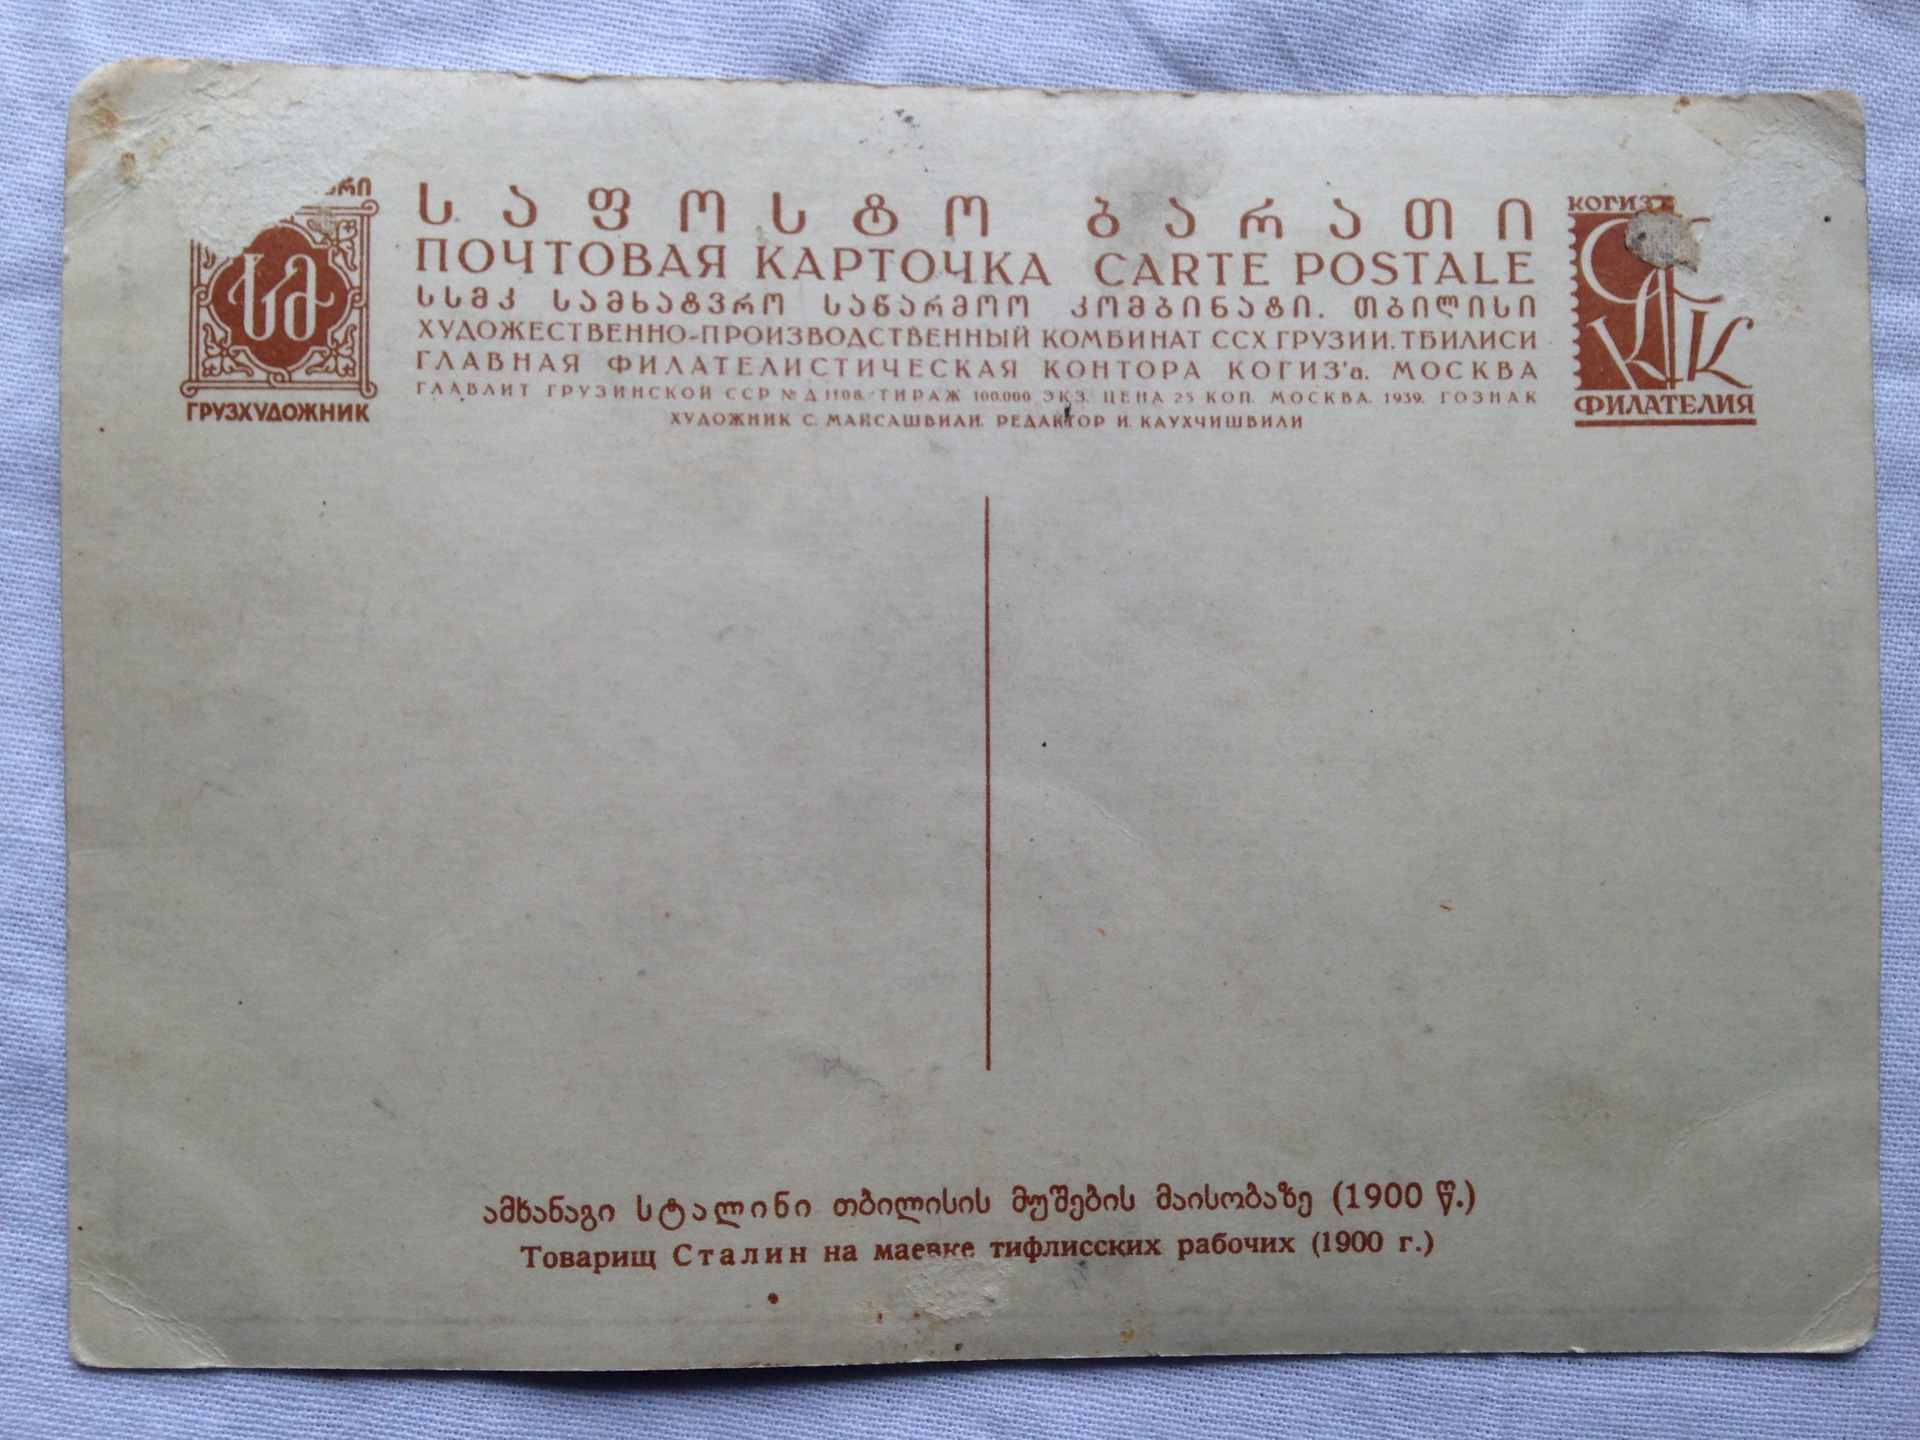 საფოსტო ბარათი
ПОЧТОВАЯ КАРТОЧКА CARTE POSTALE
სსმკ სამხატვრო საწარმოო კომბინატი. თბილისი
ХУДОЖЕСТВЕННО-ПРОИЗВОДСТВЕННЫЙ КОМБИНАТ ССХ ГРУЗИИ. ТБИЛИСИ
ГЛАВНАЯ ФИЛАТЕЛИСТИЧЕСКАЯ КОНТОРА КОГИЗ'а. МОСКВА
ГЛАВЛИТ ГРУЗИНСКОЙ ССР № Д 1108. ТИРАЖ 100.000 ЭКЗ. ЦЕНА 25 КОП. МОСКВА. 1939. ГОЗНАК
ХУДОЖНИК С. МАЙСАШВИЛИ. РЕДАКТОР И. КАУХЧИШВИЛИ
სმ
ГРУЗХУДОЖНИК
КОГИЗ
ФИЛАТЕЛИЯ
ამხანაგი სტალინი თბილისის მუშების მაისობაზე (1900 წ.)
Товарищ Сталин на маевке тифлисских рабочих (1900 г.)